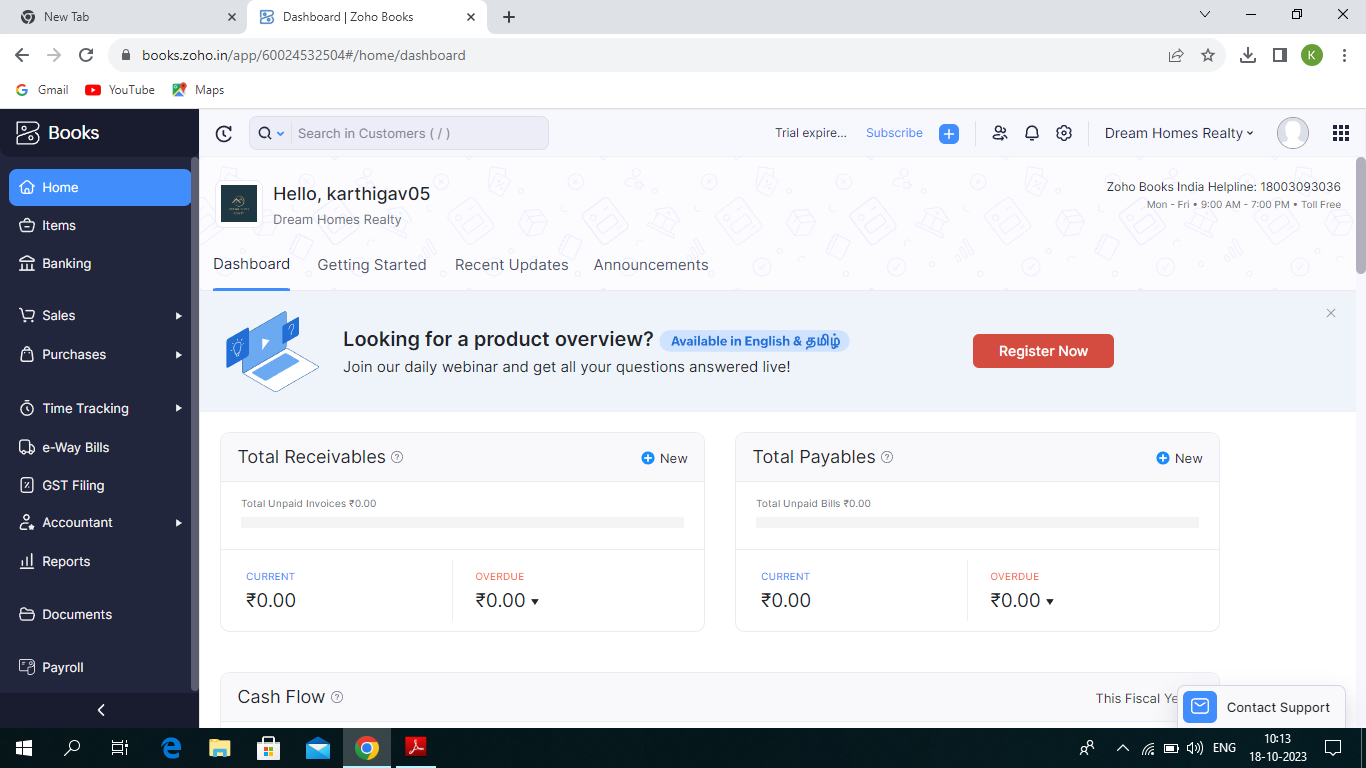 New Tab
Dashboard | Zoho Books
books.zoho.in/app/60024532504#/home/dashboard
K
Gmail
YouTube
Maps
Books
Search in Customers ( / )
Trial expire...
Subscribe
Dream Homes Realty
Home
Items
Banking
Sales
Purchases
Time Tracking
e-Way Bills
GST Filing
Accountant
Reports
Documents
Payroll
Hello, karthigav05
Dream Homes Realty
Zoho Books India Helpline: 18003093036
Mon - Fri • 9:00 AM - 7:00 PM • Toll Free
Dashboard
Getting Started
Recent Updates
Announcements
Looking for a product overview? Available in English & தமிழ்
Join our daily webinar and get all your questions answered live!
Register Now
Total Receivables
New
Total Unpaid Invoices ₹0.00
CURRENT
₹0.00
OVERDUE
₹0.00
Total Payables
New
Total Unpaid Bills ₹0.00
CURRENT
₹0.00
OVERDUE
₹0.00
Cash Flow
This Fiscal Ye
Contact Support
ENG
10:13
18-10-2023